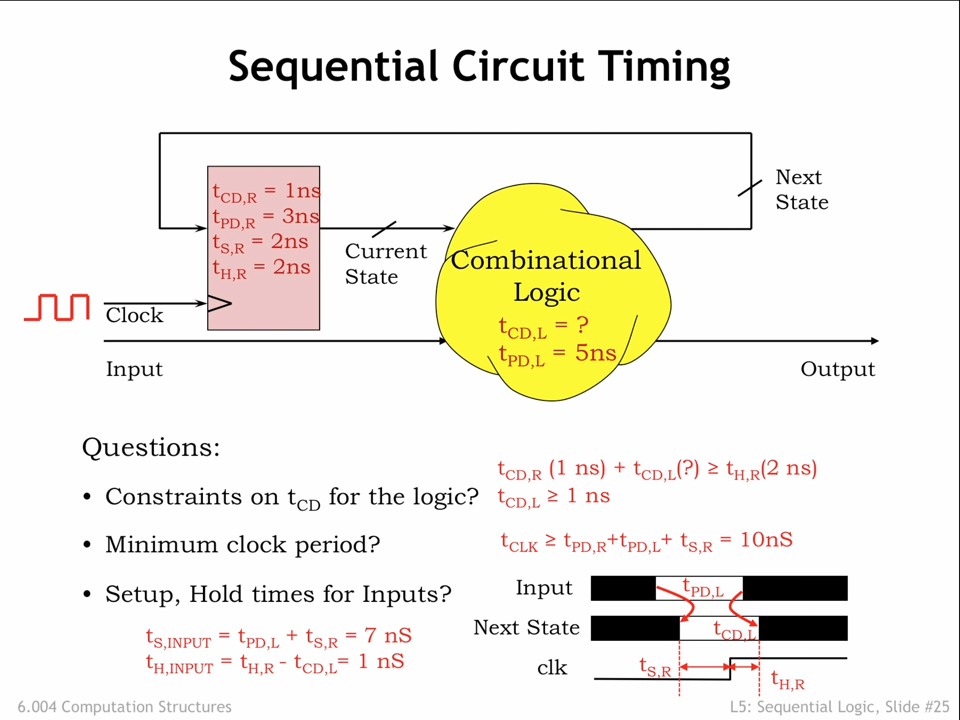 Sequential Circuit Timing
Next
State
t_CD,R = 1ns
t_PD,R = 3ns
t_S,R = 2ns
t_H,R = 2ns
Current
State
Combinational
Logic
t_CD,L = ?
t_PD,L = 5ns
Clock
Input
Output
Questions:
• Constraints on t_CD for the logic?
t_CD,R (1 ns) + t_CD,L(?) ≥ t_H,R(2 ns)
t_CD,L ≥ 1 ns
• Minimum clock period?
t_CLK ≥ t_PD,R+t_PD,L+ t_S,R = 10nS
• Setup, Hold times for Inputs?
t_S,INPUT = t_PD,L + t_S,R = 7 nS
t_H,INPUT = t_H,R - t_CD,L= 1 nS
Input
t_PD,L
Next State
t_CD,L
clk
t_S,R
t_H,R
6.004 Computation Structures
L5: Sequential Logic, Slide #25